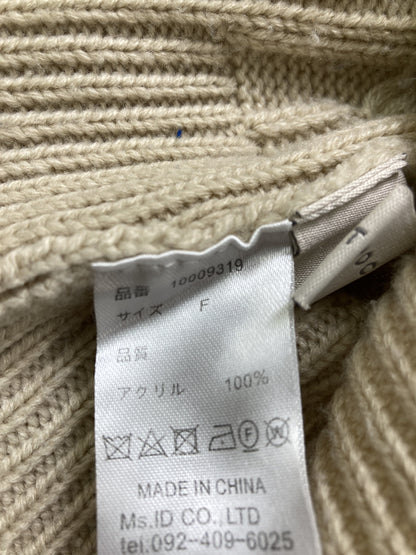 品番 10009319
サイズ F
品質
アクリル 100%
MADE IN CHINA
Ms.ID CO.,LTD
tel.092-409-6025